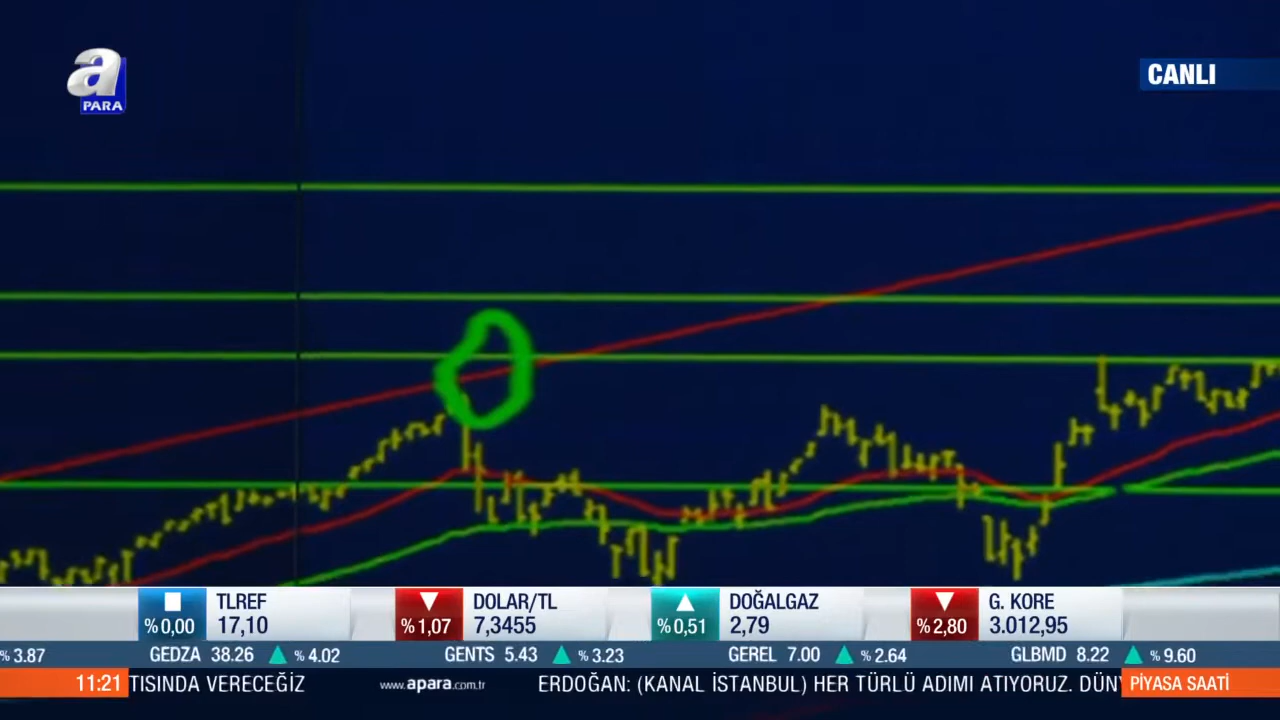 a
PARA
CANLI
%0,00 TLREF 17,10
%1,07 DOLAR/TL 7,3455
%0,51 DOĞALGAZ 2,79
%2,80 G. KORE 3.012,95
%3.87 GEDZA 38.26 %4.02 GENTS 5.43 %3.23 GEREL 7.00 %2.64 GLBMD 8.22 %9.60
11:21 TISINDA VERECEĞİZ www.apara.com.tr ERDOĞAN: (KANAL İSTANBUL) HER TÜRLÜ ADIMI ATIYORUZ. DÜNY PİYASA SAATİ